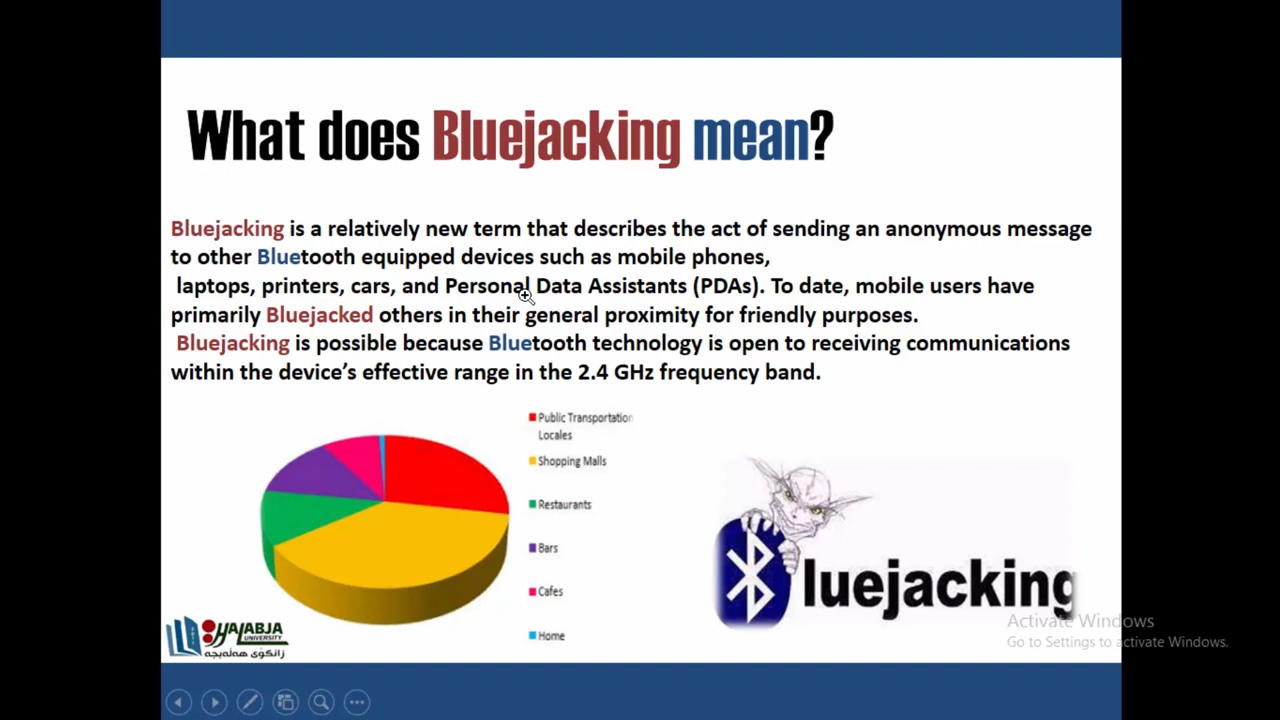 What does Bluejacking mean?
Bluejacking is a relatively new term that describes the act of sending an anonymous message
to other Bluetooth equipped devices such as mobile phones,
laptops, printers, cars, and Personal Data Assistants (PDAs). To date, mobile users have
primarily Bluejacked others in their general proximity for friendly purposes.
Bluejacking is possible because Bluetooth technology is open to receiving communications
within the device's effective range in the 2.4 GHz frequency band.
Public Transportation
Locales
Shopping Malls
Restaurants
Bars
Cafes
Home
luejacking
HALABJA
UNIVERSITY
زانکۆی هەڵەبجە
Activate Windows
Go to Settings to activate Windows.